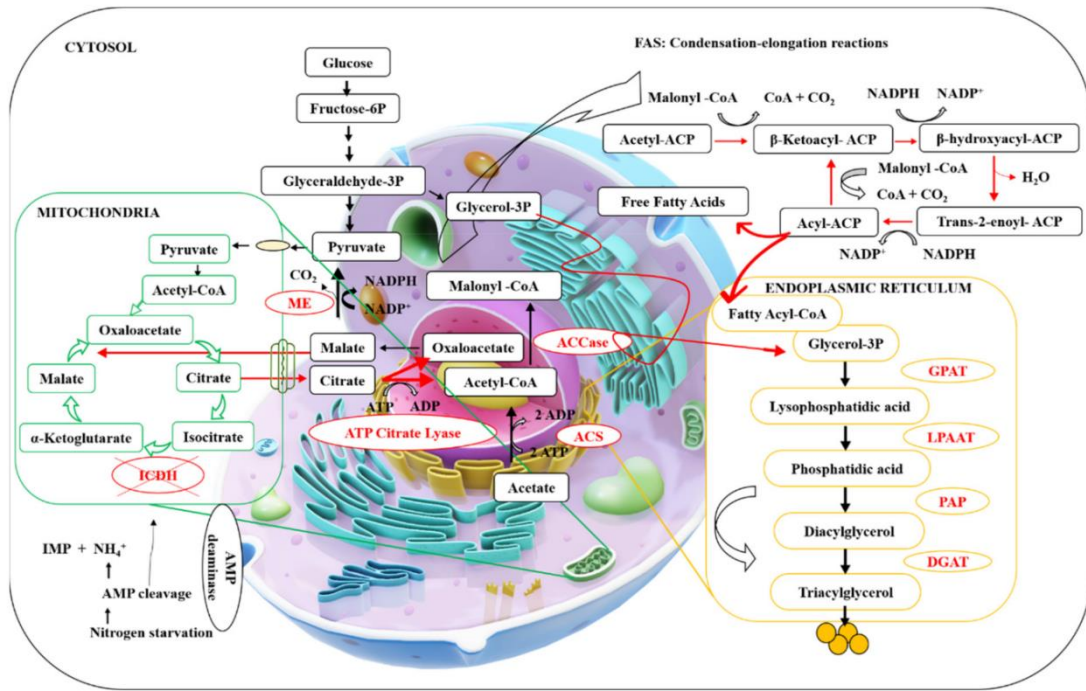 CYTOSOL
Glucose
Fructose-6P
Glyceraldehyde-3P
Glycerol-3P
Pyruvate
CO₂
ME
NADPH
NADP⁺
Malate
Citrate
Oxaloacetate
Acetyl-CoA
Malonyl -CoA
ACCase
ATP
ADP
ATP Citrate Lyase
2 ADP
2 ATP
ACS
Acetate
MITOCHONDRIA
Pyruvate
Acetyl-CoA
Oxaloacetate
Malate
Citrate
α-Ketoglutarate
Isocitrate
ICDH
AMP
deaminase
IMP + NH₄⁺
AMP cleavage
Nitrogen starvation
FAS: Condensation-elongation reactions
Malonyl -CoA
CoA + CO₂
NADPH
NADP⁺
Acetyl-ACP
β-Ketoacyl- ACP
β-hydroxyacyl-ACP
Malonyl -CoA
CoA + CO₂
H₂O
Free Fatty Acids
Acyl-ACP
Trans-2-enoyl- ACP
NADP⁺
NADPH
ENDOPLASMIC RETICULUM
Fatty Acyl-CoA
Glycerol-3P
GPAT
Lysophosphatidic acid
LPAAT
Phosphatidic acid
PAP
Diacylglycerol
DGAT
Triacylglycerol